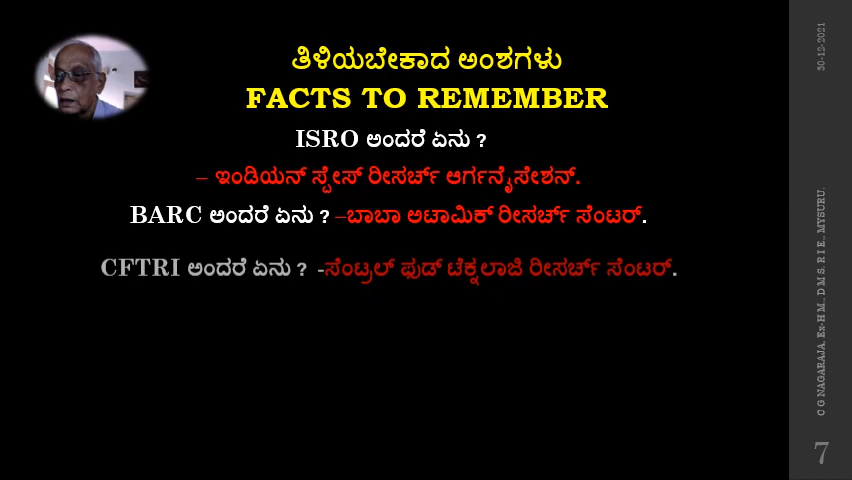 ತಿಳಿಯಬೇಕಾದ ಅಂಶಗಳು
FACTS TO REMEMBER
ISRO ಅಂದರೆ ಏನು ?
– ಇಂಡಿಯನ್ ಸ್ಪೇಸ್ ರೀಸರ್ಚ್ ಆರ್ಗನೈಸೇಶನ್.
BARC ಅಂದರೆ ಏನು ? –ಬಾಬಾ ಅಟಾಮಿಕ್ ರೀಸರ್ಚ್ ಸೆಂಟರ್.
CFTRI ಅಂದರೆ ಏನು ? -ಸೆಂಟ್ರಲ್ ಫುಡ್ ಟೆಕ್ನಲಾಜಿ ರೀಸರ್ಚ್ ಸೆಂಟರ್.
30-12-2021
C G NAGARAJA, Ex-H M., D M S. R I E., MYSURU.
7